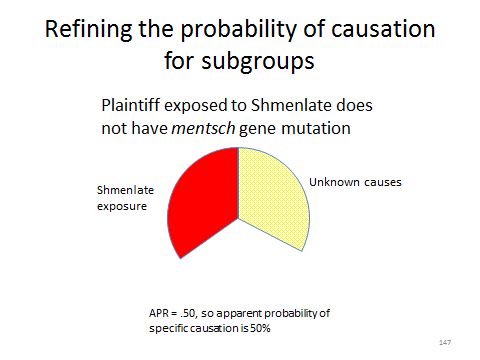 Refining the probability of causation
for subgroups
Plaintiff exposed to Shmenlate does
not have mentsch gene mutation
Shmenlate
exposure
Unknown causes
APR = .50, so apparent probability of
specific causation is 50%
147